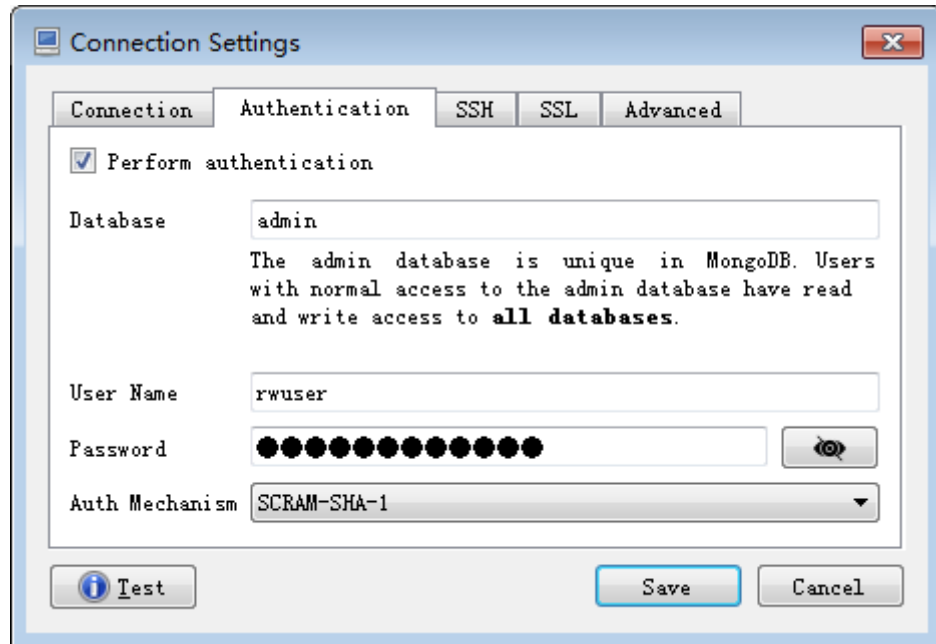 Connection Settings
Connection Authentication SSH SSL Advanced
Perform authentication
Database admin
The admin database is unique in MongoDB. Users
with normal access to the admin database have read
and write access to all databases.
User Name rwuser
Password ●●●●●●●●●●●●
Auth Mechanism SCRAM-SHA-1
Test Save Cancel